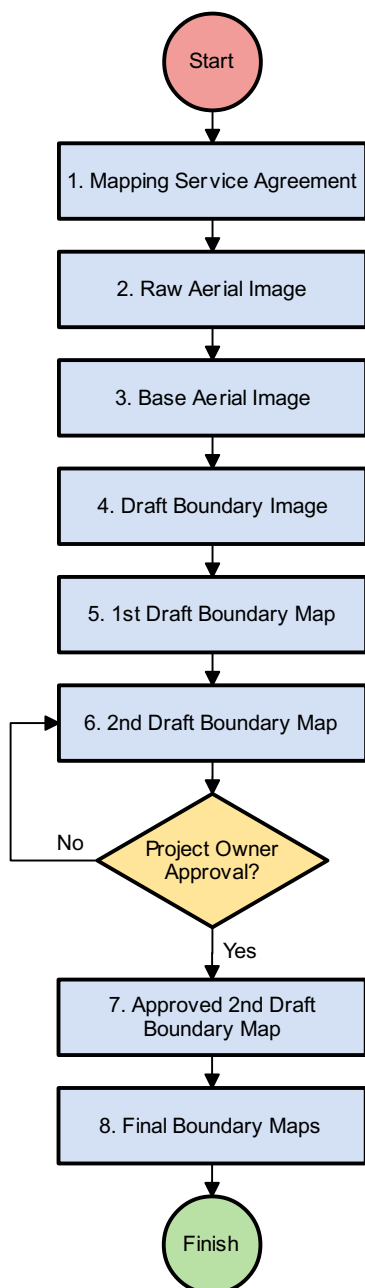 Start
1. Mapping Service Agreement
2. Raw Aerial Image
3. Base Aerial Image
4. Draft Boundary Image
5. 1st Draft Boundary Map
6. 2nd Draft Boundary Map
No
Project Owner
Approval?
Yes
7. Approved 2nd Draft
Boundary Map
8. Final Boundary Maps
Finish